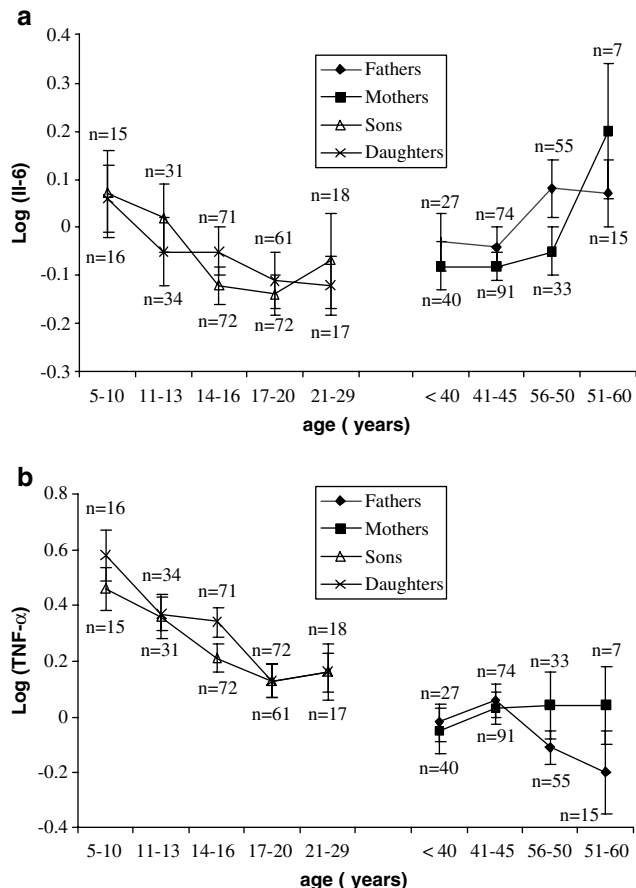 a
0.4
0.3
0.2
0.1
0
-0.1
-0.2
-0.3
Log (Il-6)
Fathers
Mothers
Sons
Daughters
n=15
n=16
n=31
n=34
n=71
n=72
n=61
n=72
n=18
n=17
n=27
n=40
n=74
n=91
n=55
n=33
n=7
n=15
5-10 11-13 14-16 17-20 21-29 < 40 41-45 56-50 51-60
age ( years)
b
0.8
0.6
0.4
0.2
0
-0.2
-0.4
Log (TNF-α)
Fathers
Mothers
Sons
Daughters
n=16
n=15
n=34
n=31
n=71
n=72
n=72
n=61
n=18
n=17
n=27
n=40
n=74
n=91
n=33
n=55
n=7
n=15
5-10 11-13 14-16 17-20 21-29 < 40 41-45 56-50 51-60
age ( years)